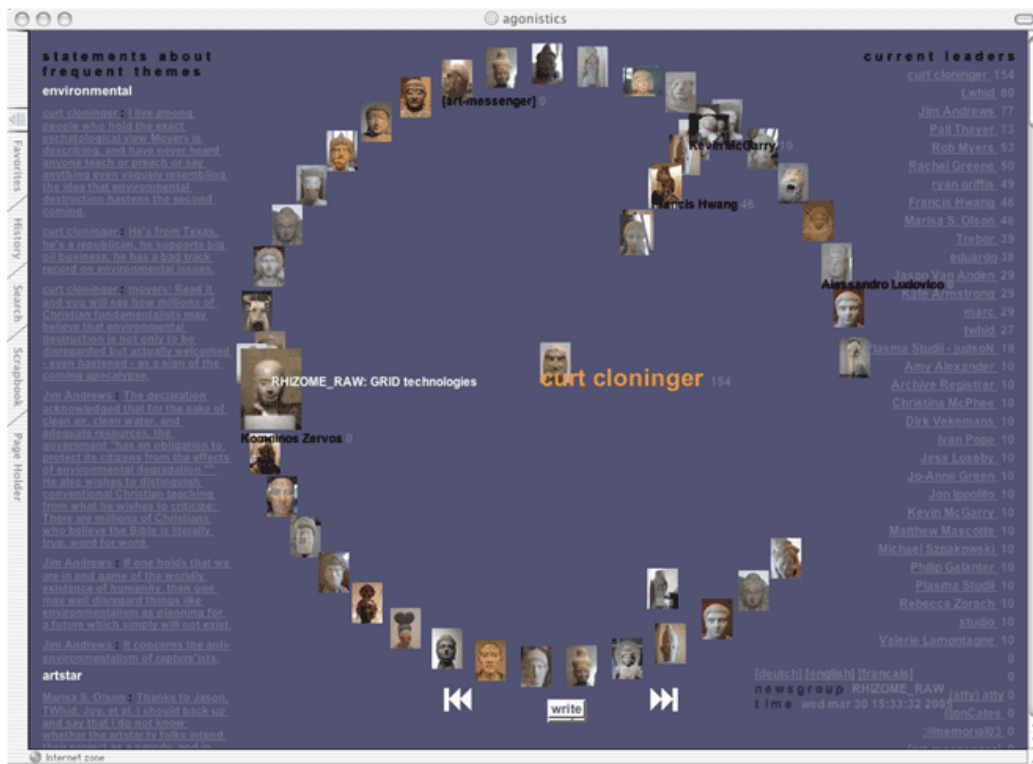 agonistics
Favorites
History
Search
Scrapbook
Page Holder
statements about
frequent themes
environmental
curt cloninger : I live among
people who hold the exact
eschatological view Moyers is
describing, and have never heard
anyone teach or preach or say
anything even vaguely resembling
the idea that environmental
destruction hastens the second
coming.
curt cloninger : He's from Texas,
he's a republican, he supports big
oil business, he has a bad track
record on environmental issues.
curt cloninger : moyers: Read it
and you will see how millions of
Christian fundamentalists may
believe that environmental
destruction is not only to be
disregarded but actually welcomed
- even hastened - as a sign of the
coming apocalypse.
Jim Andrews : The declaration
acknowledged that for the sake of
clean air, clean water, and
adequate resources, the
government "has an obligation to
protect its citizens from the effects
of environmental degradation.""
He also wishes to distinguish
conventional Christian teaching
from what he wishes to criticize:
There are millions of Christians
who believe the Bible is literally
true, word for word.
Jim Andrews : If one holds that we
are in end game of the worldly
existence of humanity, then one
may well disregard things like
environmentalism as planning for
a future which simply will not exist.
Jim Andrews : It concerns the anti-
environmentalism of rapture'ists.
artstar
Marisa S. Olson : Thanks to Jason,
TWhid, Joy, et al. I should back up
and say that I do not know
whether the artstar.tv folks intend
their project as a parody, and in
[art-messenger] 0
Kevin McGarry 10
Francis Hwang 46
Alessandro Ludovico
RHIZOME_RAW: GRID technologies
curt cloninger 154
Komninos Zervos 0
write
current leaders
curt cloninger 154
t.whid 80
Jim Andrews 77
Pall Thayer 73
Rob Myers 53
Rachel Greene 50
ryan griffis 49
Francis Hwang 46
Marisa S. Olson 46
Trebor 39
eduardo 38
Jason Van Anden 29
Kate Armstrong 29
marc 29
twhid 27
Plasma Studii - judsoN 19
Amy Alexander 10
Archive Registrar 10
Christina McPhee 10
Dirk Vekemans 10
Ivan Pope 10
Jess Loseby 10
Jo-Anne Green 10
Jon Ippolito 10
Kevin McGarry 10
Matthew Mascotte 10
Michael Szpakowski 10
Philip Galanter 10
Plasma Studii 10
Rebecca Zorach 10
studio 10
Valerie Lamontagne 10
0
0
(atty) atty 0
0
://memorial03 0
[deutch] [english] [francais]
newsgroup RHIZOME_RAW
time wed mar 30 15:33:32 2005
Internet zone